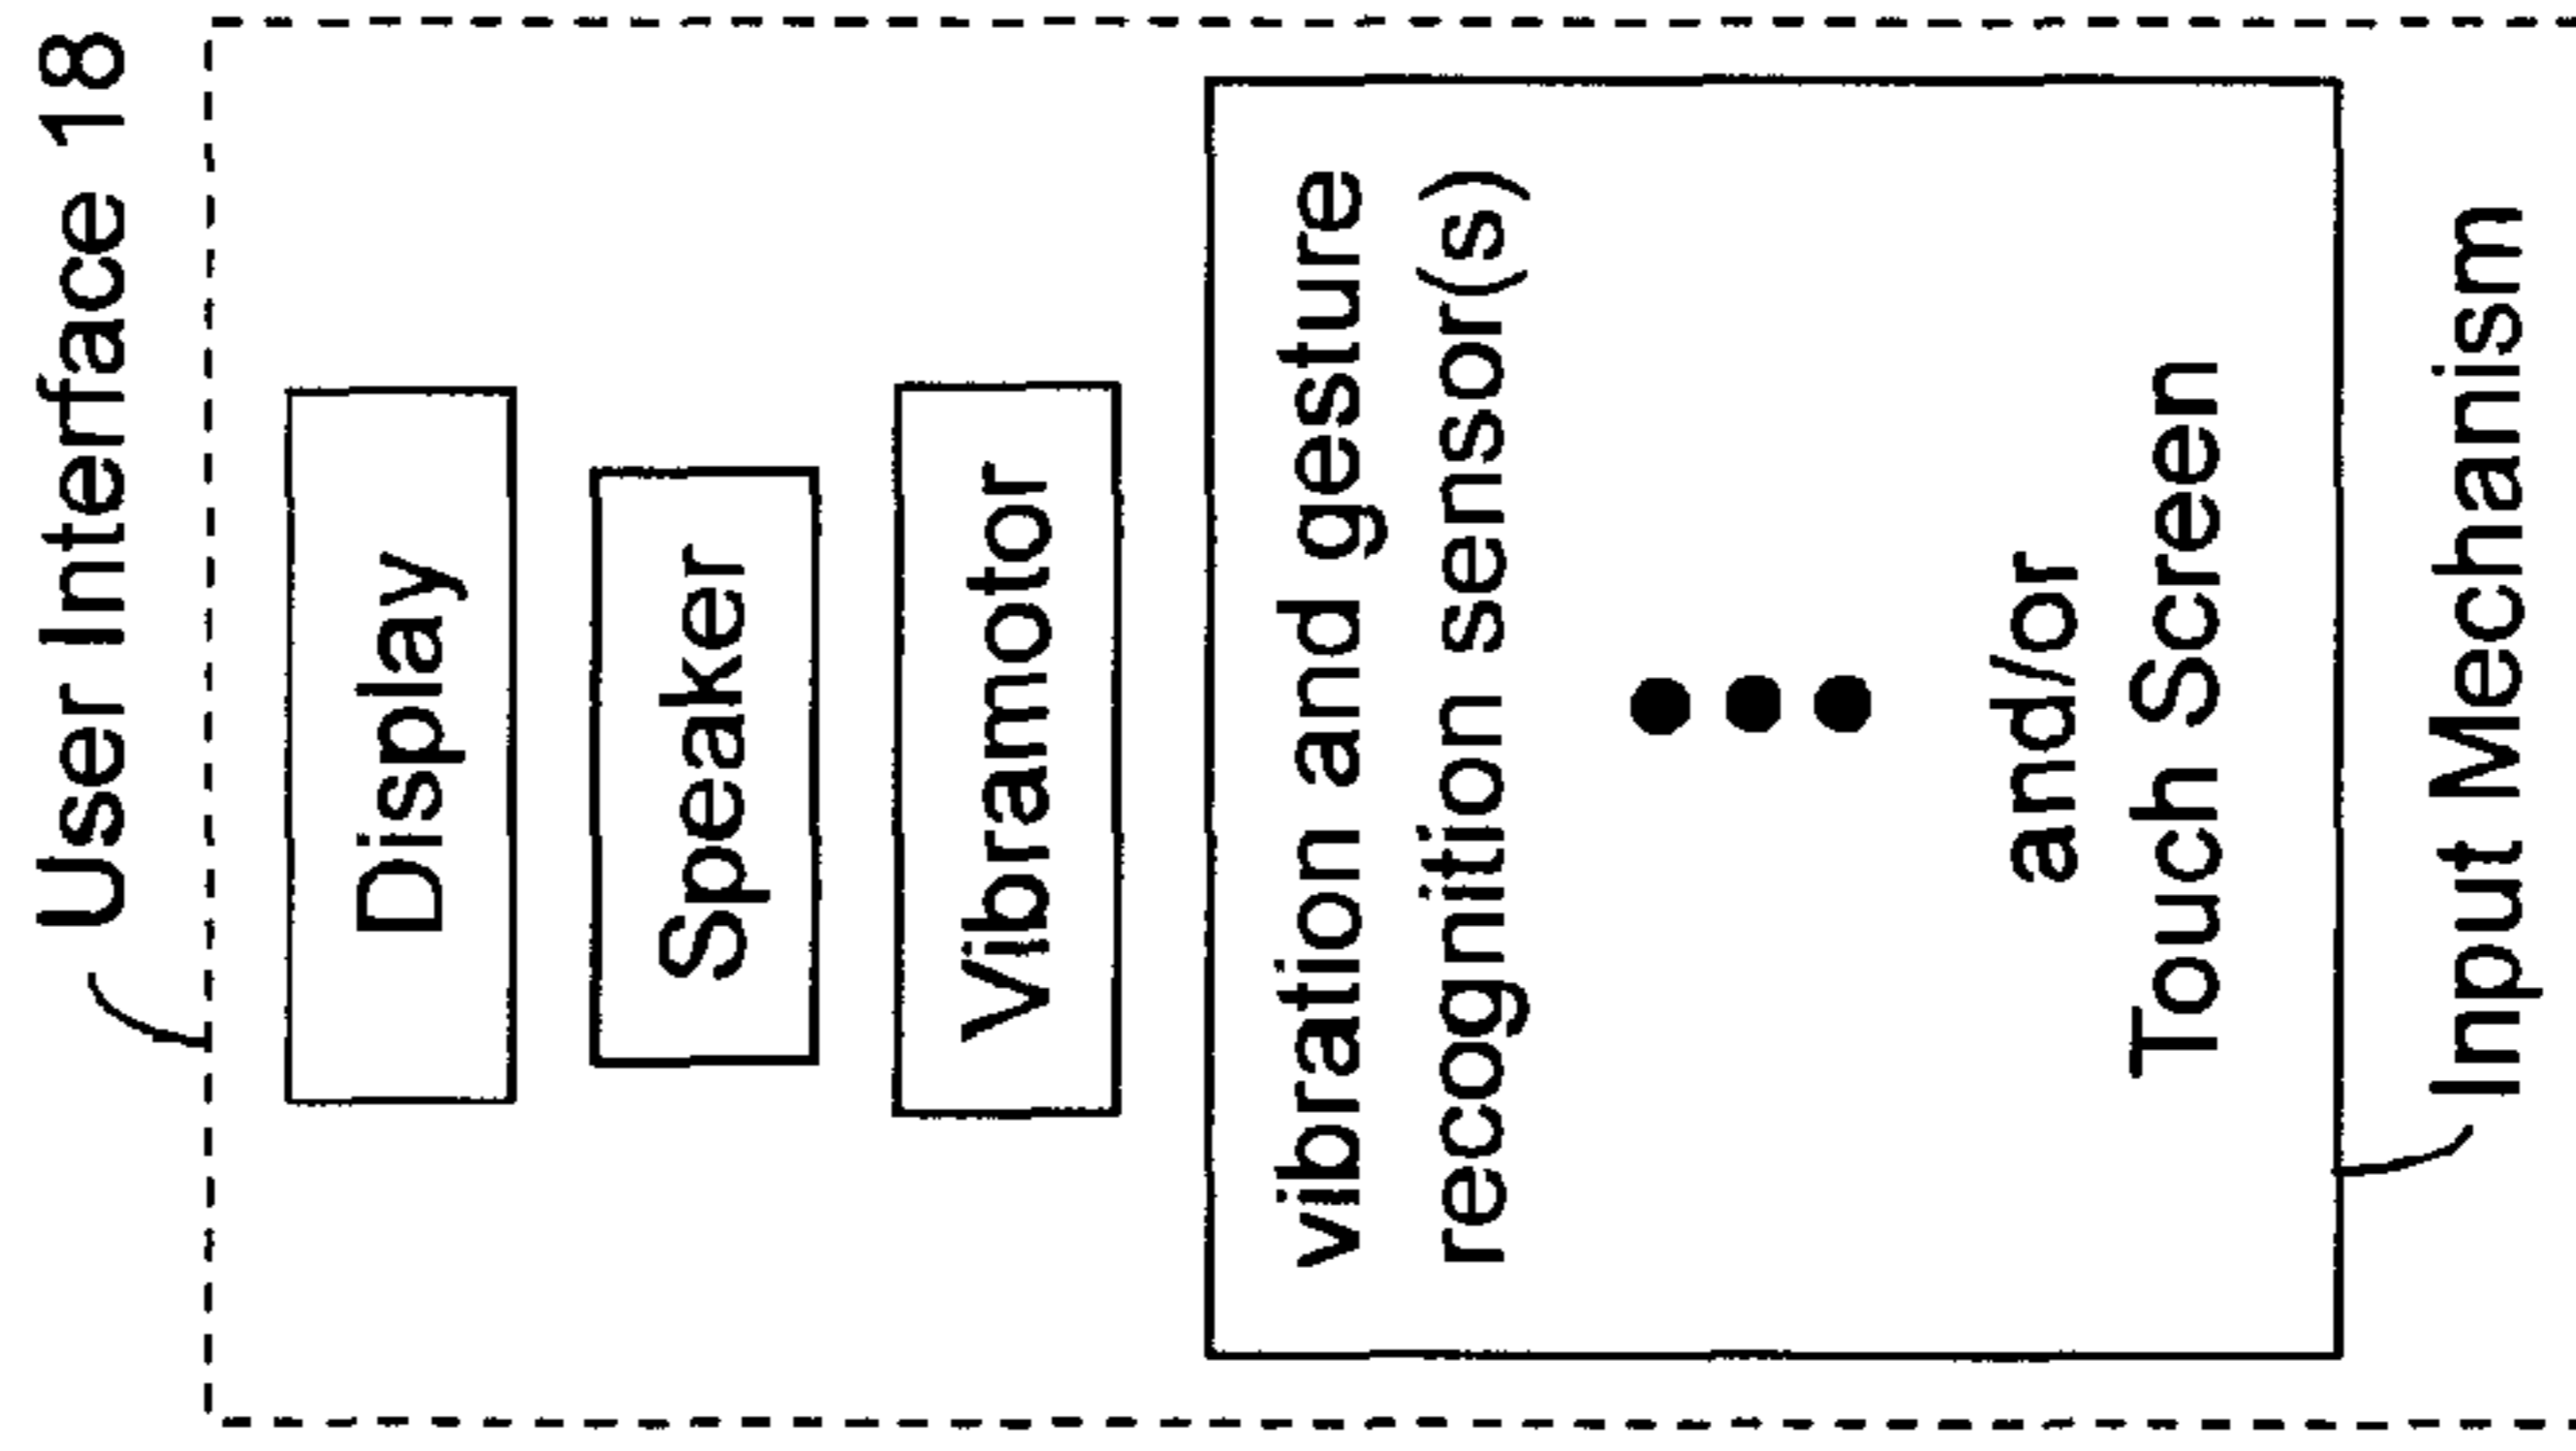 User Interface 18
Display
Speaker
Vibramotor
vibration and gesture
recognition sensor(s)
and/or
Touch Screen
Input Mechanism